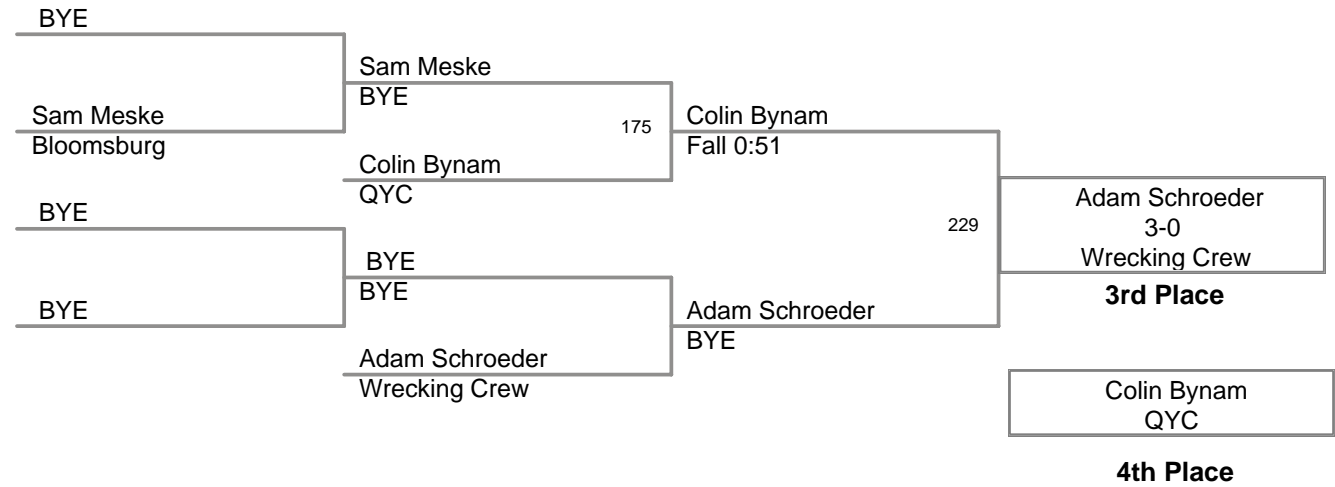 BYE
Sam Meske
BYE
Sam Meske
Bloomsburg
175
Colin Bynam
Fall 0:51
Colin Bynam
QYC
BYE
229
Adam Schroeder
3-0
Wrecking Crew
3rd Place
BYE
BYE
BYE
Adam Schroeder
BYE
Adam Schroeder
Wrecking Crew
Colin Bynam
QYC
4th Place